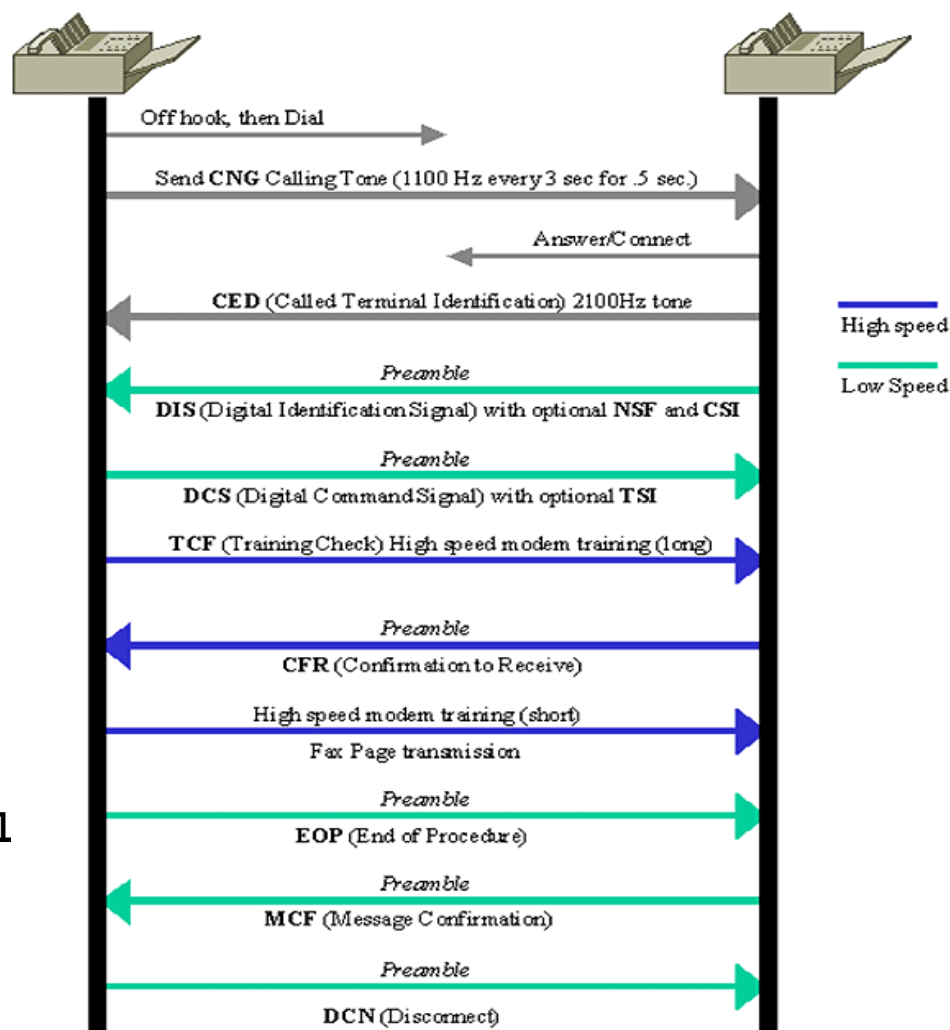 Off hook, then Dial
Send CNG Calling Tone (1100 Hz every 3 sec for .5 sec.)
Answer/Connect
CED (Called Terminal Identification) 2100Hz tone
High speed
Low Speed
Preamble
DIS (Digital Identification Signal) with optional NSF and CSI
Preamble
DCS (Digital Command Signal) with optional TSI
TCF (Training Check) High speed modem training (long)
Preamble
CFR (Confirmation to Receive)
High speed modem training (short)
Fax Page transmission
Preamble
1
EOP (End of Procedure)
Preamble
MCF (Message Confirmation)
Preamble
DCN (Disconnect)